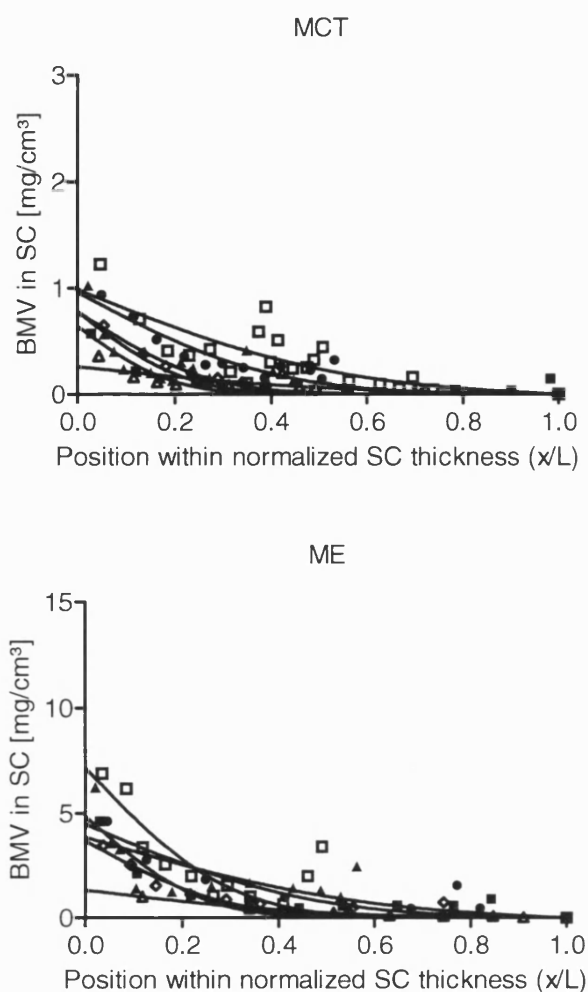 MCT
BMV in SC [mg/cm³]
3
2
1
0
0.0 0.2 0.4 0.6 0.8 1.0
Position within normalized SC thickness (x/L)
ME
BMV in SC [mg/cm³]
15
10
5
0
0.0 0.2 0.4 0.6 0.8 1.0
Position within normalized SC thickness (x/L)